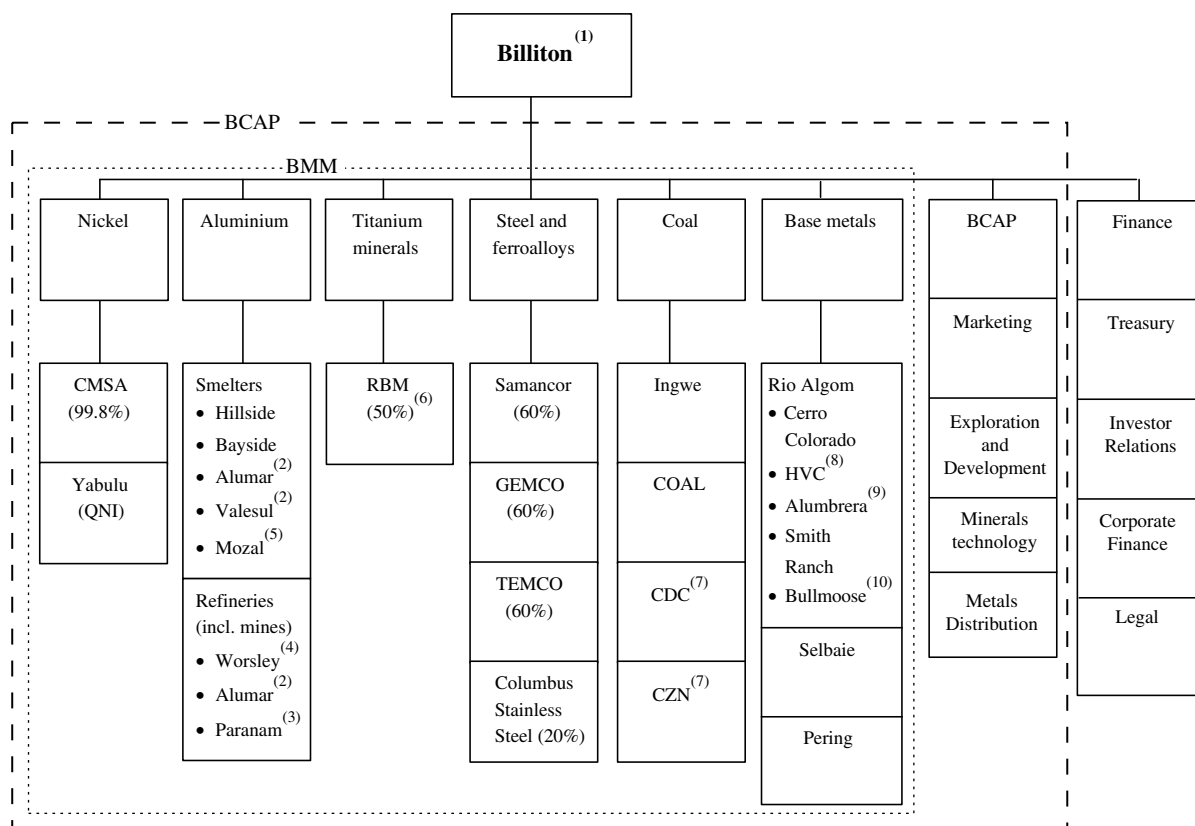 Billiton (1)
BCAP
BMM
Nickel
Aluminium
Titanium
minerals
Steel and
ferroalloys
Coal
Base metals
BCAP
Finance
Marketing
Treasury
Exploration
and
Development
Investor
Relations
Minerals
technology
Corporate
Finance
Metals
Distribution
Legal
CMSA
(99.8%)
Yabulu
(QNI)
Smelters
• Hillside
• Bayside
• Alumar (2)
• Valesul (2)
• Mozal (5)
Refineries
(incl. mines)
• Worsley (4)
• Alumar (2)
• Paranam (3)
RBM
(50%) (6)
Samancor
(60%)
GEMCO
(60%)
TEMCO
(60%)
Columbus
Stainless
Steel (20%)
Ingwe
COAL
CDC (7)
CZN (7)
Rio Algom
• Cerro
Colorado
• HVC (8)
• Alumbrera (9)
• Smith
Ranch
• Bullmoose (10)
Selbaie
Pering